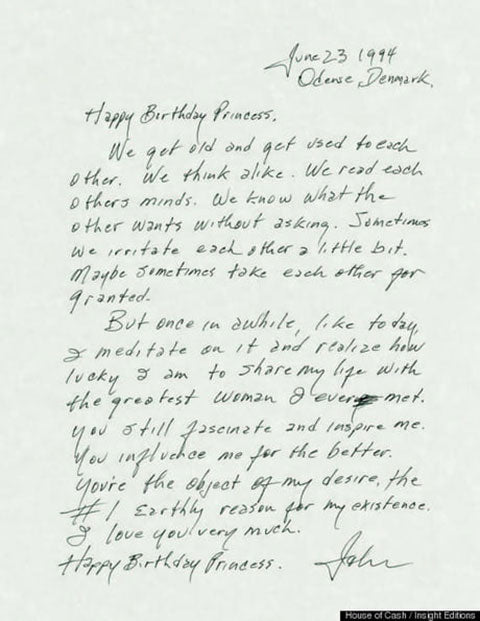 June 23 1994
Odense, Denmark.
Happy Birthday Princess,
We get old and get used to each
other. We think alike. We read each
others minds. We know what the
other wants without asking. Sometimes
we irritate each other a little bit.
Maybe sometimes take each other for
granted.
But once in awhile, like today,
I meditate on it and realize how
lucky I am to share my life with
the greatest woman I ever met.
You still fascinate and inspire me.
You influence me for the better.
You're the object of my desire, the
#1 Earthly reason for my existence.
I love you very much.
Happy Birthday Princess.
John
House of Cash / Insight Editions